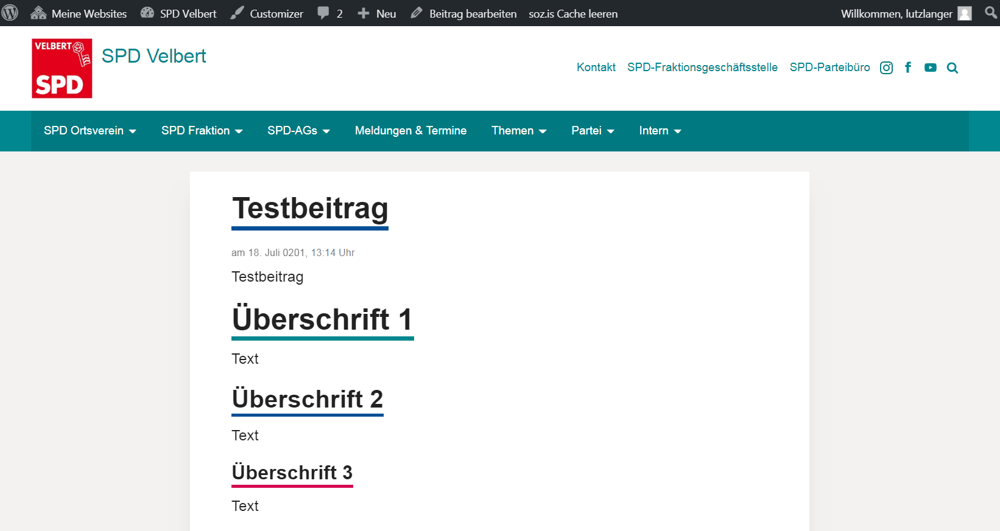 Meine Websites SPD Velbert Customizer 2 Neu Beitrag bearbeiten soz.is Cache leeren Willkommen, lutzlanger
VELBERT
SPD
SPD Velbert
Kontakt SPD-Fraktionsgeschäftsstelle SPD-Parteibüro
SPD Ortsverein SPD Fraktion SPD-AGs Meldungen & Termine Themen Partei Intern
Testbeitrag
am 18. Juli 0201, 13:14 Uhr
Testbeitrag
Überschrift 1
Text
Überschrift 2
Text
Überschrift 3
Text